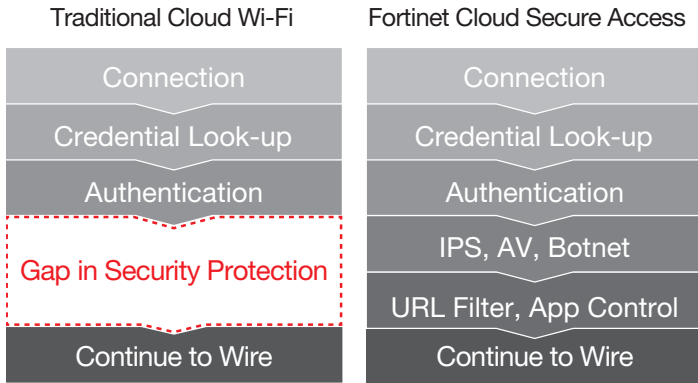 Traditional Cloud Wi-Fi
Connection
Credential Look-up
Authentication
Gap in Security Protection
Continue to Wire
Fortinet Cloud Secure Access
Connection
Credential Look-up
Authentication
IPS, AV, Botnet
URL Filter, App Control
Continue to Wire